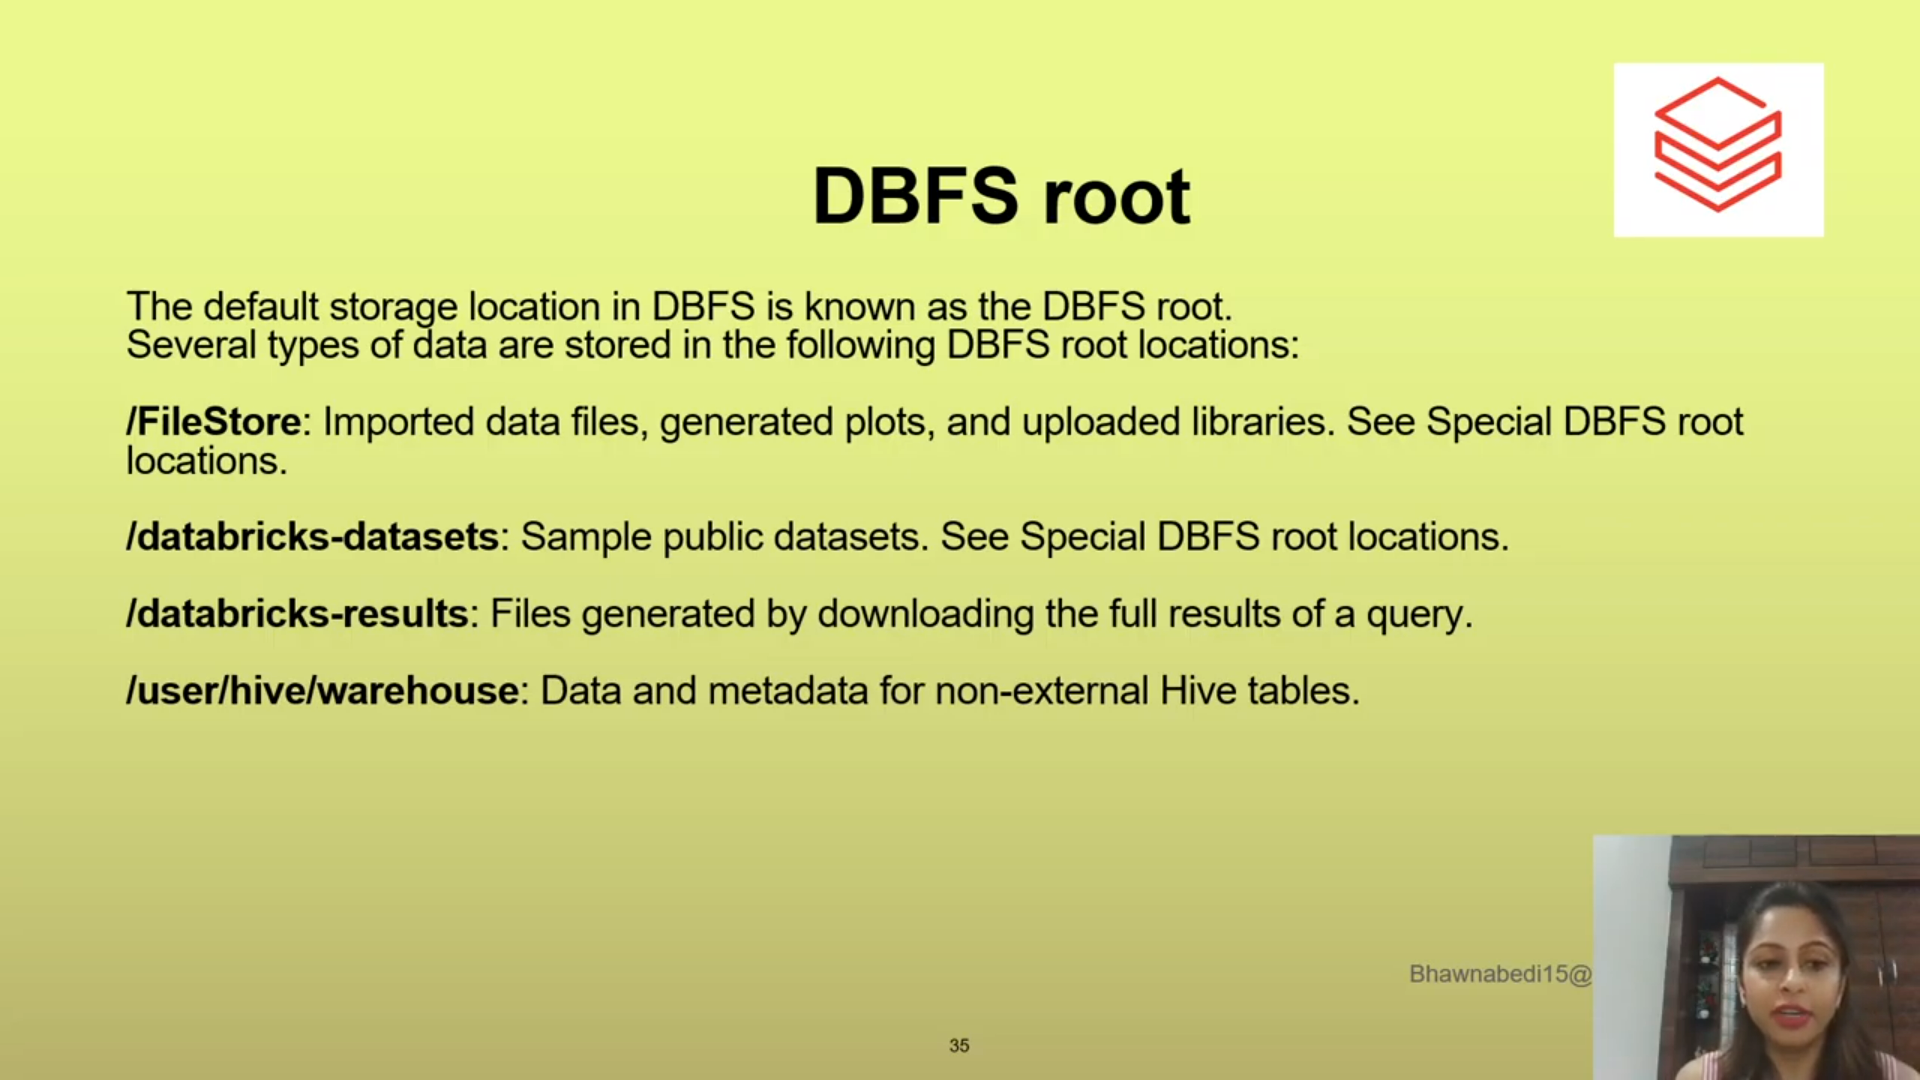 DBFS root
The default storage location in DBFS is known as the DBFS root.
Several types of data are stored in the following DBFS root locations:
/FileStore: Imported data files, generated plots, and uploaded libraries. See Special DBFS root
locations.
/databricks-datasets: Sample public datasets. See Special DBFS root locations.
/databricks-results: Files generated by downloading the full results of a query.
/user/hive/warehouse: Data and metadata for non-external Hive tables.
Bhawnabedi15@
35